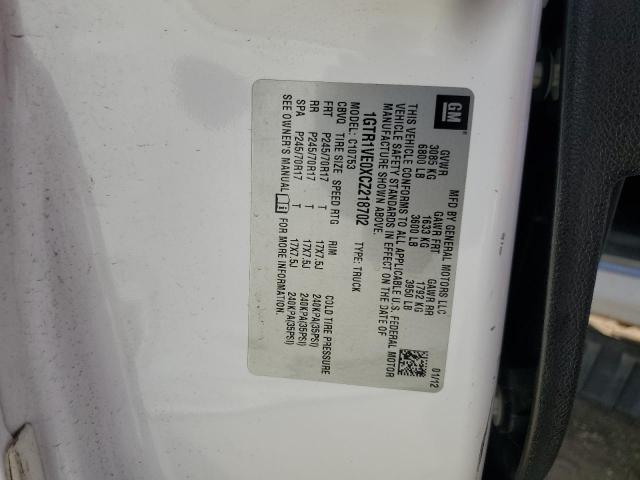 GM
MFD BY GENERAL MOTORS LLC
01/12
GVWR GAWR FRT GAWR RR
3085 KG 1633 KG 1792 KG
6800 LB 3600 LB 3950 LB
THIS VEHICLE CONFORMS TO ALL APPLICABLE U.S. FEDERAL MOTOR
VEHICLE SAFETY STANDARDS IN EFFECT ON THE DATE OF
MANUFACTURE SHOWN ABOVE.
1GTR1VE0XCZ218702
TYPE: TRUCK
MODEL: C10753
CBVQ TIRE SIZE SPEED RTG RIM COLD TIRE PRESSURE
FRT P245/70R17 T 17X7.5J 240KPA(35PSI)
RR P245/70R17 T 17X7.5J 240KPA(35PSI)
SPA P245/70R17 T 17X7.5J 240KPA(35PSI)
SEE OWNER'S MANUAL FOR MORE INFORMATION.